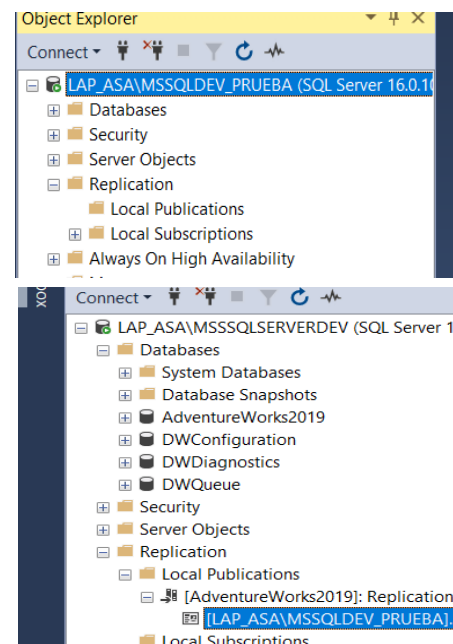 Object Explorer
Connect
LAP_ASA\MSSQLDEV_PRUEBA (SQL Server 16.0.10
Databases
Security
Server Objects
Replication
Local Publications
Local Subscriptions
Always On High Availability
Connect
LAP_ASA\MSSSQLSERVERDEV (SQL Server 1
Databases
System Databases
Database Snapshots
AdventureWorks2019
DWConfiguration
DWDiagnostics
DWQueue
Security
Server Objects
Replication
Local Publications
[AdventureWorks2019]: Replication
[LAP_ASA\MSSQLDEV_PRUEBA].
Local Subscriptions